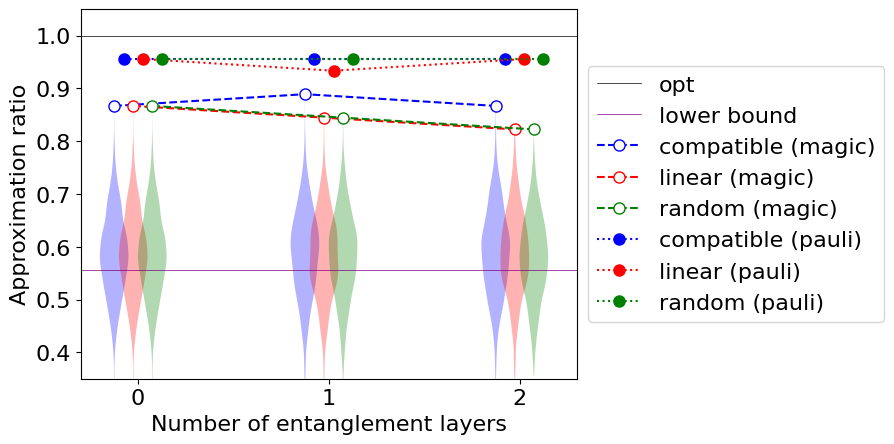 1.0
0.9
0.8
0.7
0.6
0.5
0.4
Approximation ratio
0 1 2
Number of entanglement layers
opt
lower bound
compatible (magic)
linear (magic)
random (magic)
compatible (pauli)
linear (pauli)
random (pauli)